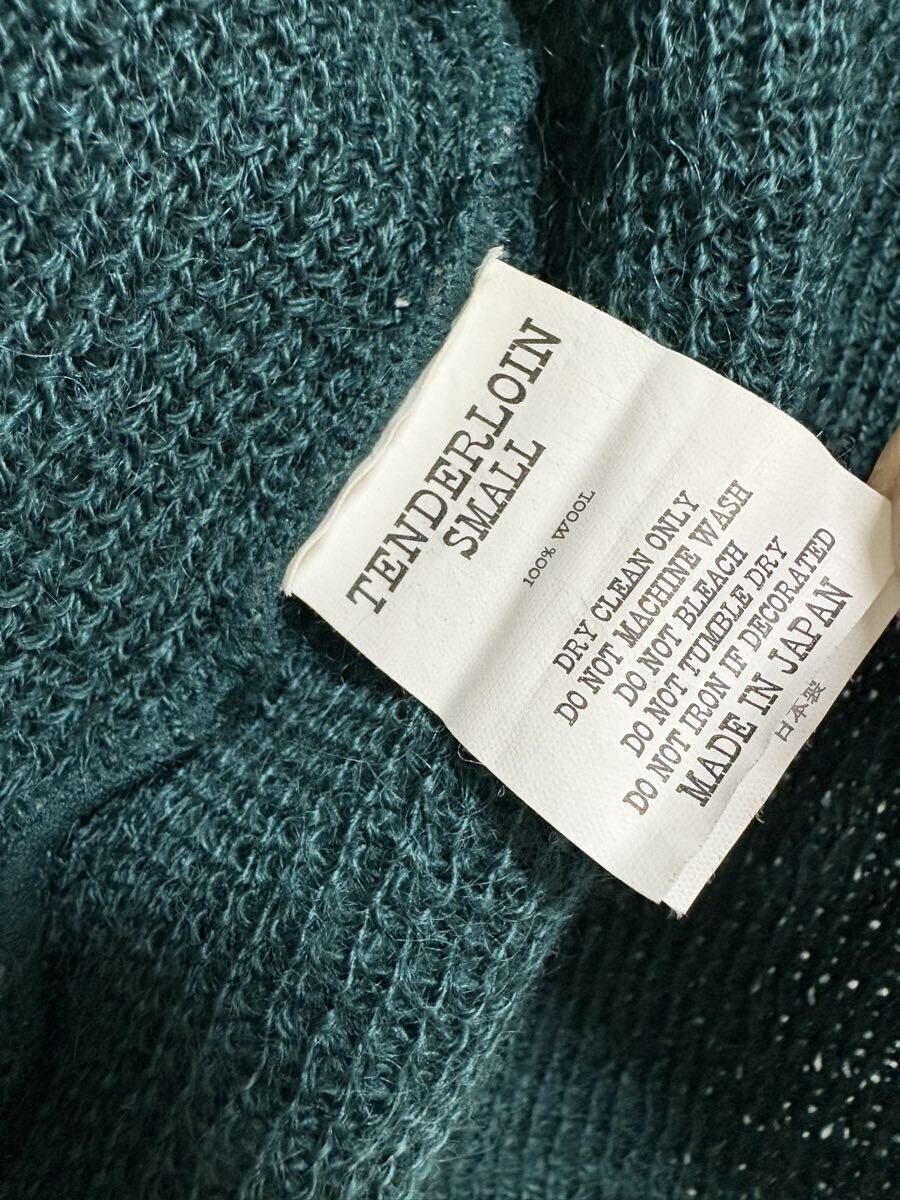 TENDERLOIN
SMALL
100% WOOL
DRY CLEAN ONLY
DO NOT MACHINE WASH
DO NOT BLEACH
DO NOT TUMBLE DRY
DO NOT IRON IF DECORATED
MADE IN JAPAN
日本製